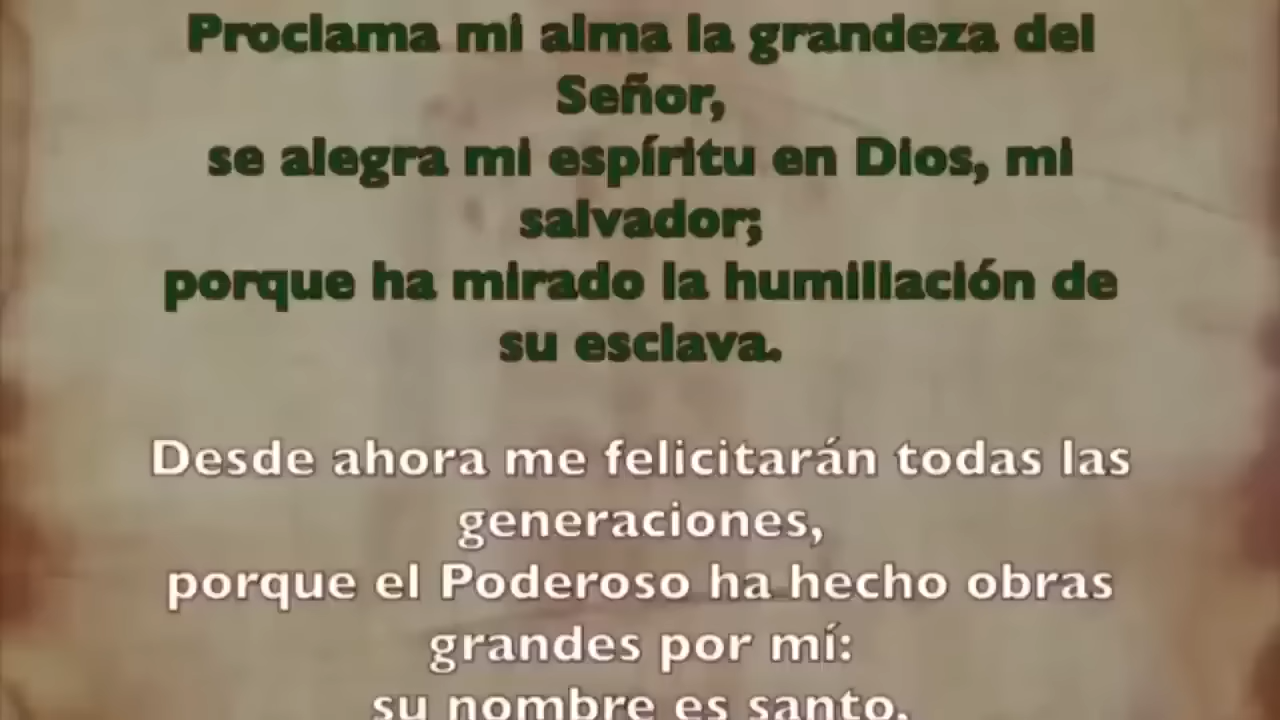 Proclama mi alma la grandeza del
Señor,
se alegra mi espíritu en Dios, mi
salvador;
porque ha mirado la humillación de
su esclava.
Desde ahora me felicitarán todas las
generaciones,
porque el Poderoso ha hecho obras
grandes por mí:
su nombre es santo,